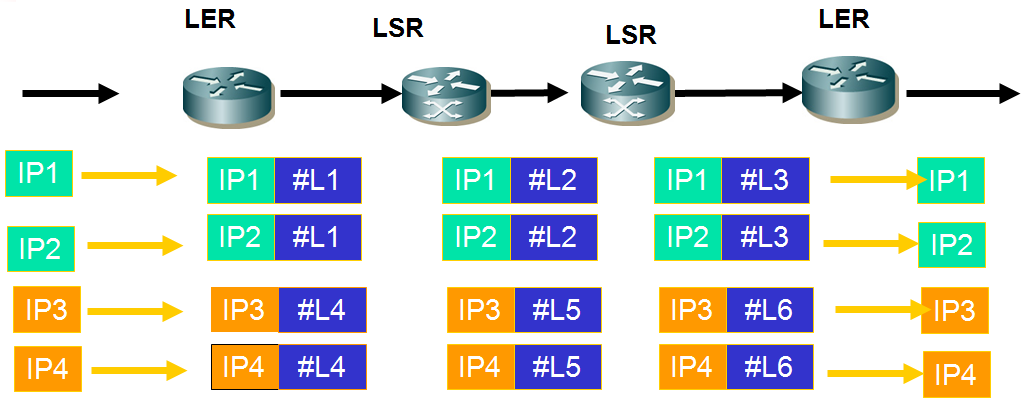 LER LSR LSR LER
IP1 IP1 #L1 IP1 #L2 IP1 #L3 IP1
IP2 IP2 #L1 IP2 #L2 IP2 #L3 IP2
IP3 IP3 #L4 IP3 #L5 IP3 #L6 IP3
IP4 IP4 #L4 IP4 #L5 IP4 #L6 IP4